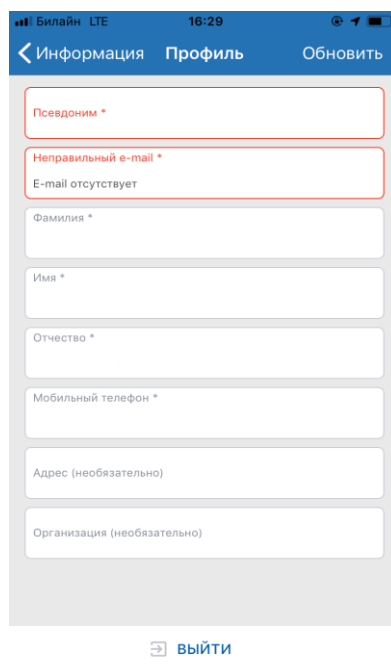 Билайн LTE 16:29
Информация Профиль Обновить
Псевдоним *
Неправильный e-mail *
E-mail отсутствует
Фамилия *
Имя *
Отчество *
Мобильный телефон *
Адрес (необязательно)
Организация (необязательно)
ВЫЙТИ